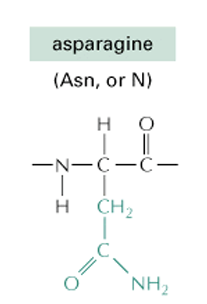 asparagine
(Asn, or N)
H O
—N—C—C—
H CH₂
C
O NH₂